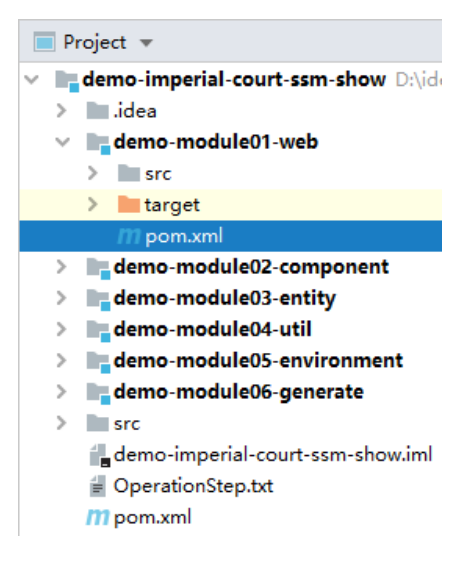 Project
demo-imperial-court-ssm-show D:\ide
.idea
demo-module01-web
src
target
pom.xml
demo-module02-component
demo-module03-entity
demo-module04-util
demo-module05-environment
demo-module06-generate
src
demo-imperial-court-ssm-show.iml
OperationStep.txt
pom.xml